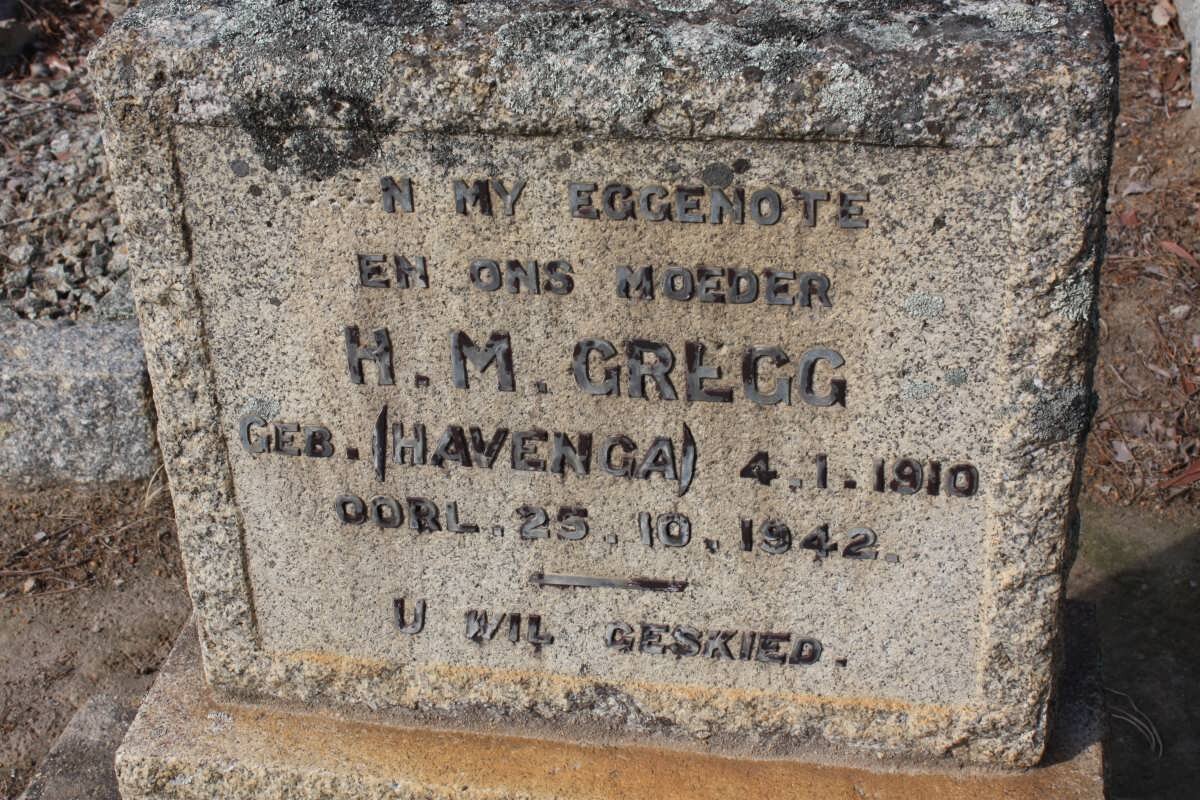 N MY EGGENOTE
EN ONS MOEDER
H. M. GREGG
GEB. (HAVENGA) 4.1.1910
OORL. 25.10.1942.
U WIL GESKIED.